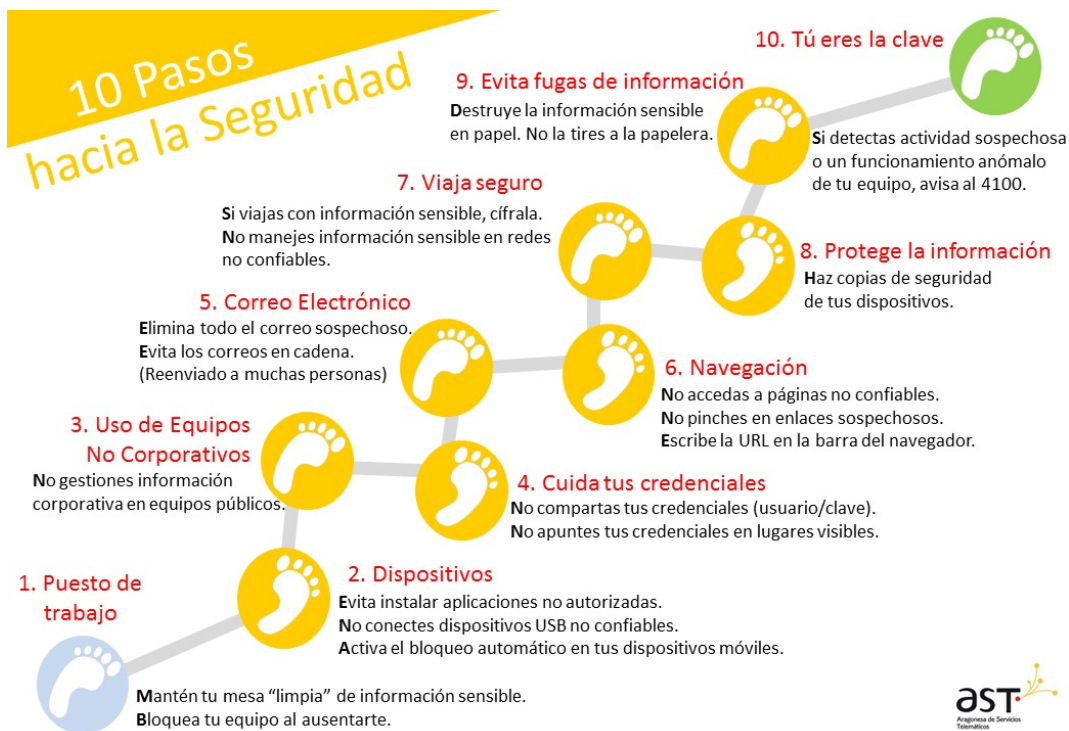 10 Pasos
hacia la Seguridad
1. Puesto de
trabajo
Mantén tu mesa “limpia” de información sensible.
Bloquea tu equipo al ausentarte.
2. Dispositivos
Evita instalar aplicaciones no autorizadas.
No conectes dispositivos USB no confiables.
Activa el bloqueo automático en tus dispositivos móviles.
3. Uso de Equipos
No Corporativos
No gestiones información
corporativa en equipos públicos.
4. Cuida tus credenciales
No compartas tus credenciales (usuario/clave).
No apuntes tus credenciales en lugares visibles.
5. Correo Electrónico
Elimina todo el correo sospechoso.
Evita los correos en cadena.
(Reenviado a muchas personas)
6. Navegación
No accedas a páginas no confiables.
No pinches en enlaces sospechosos.
Escribe la URL en la barra del navegador.
7. Viaja seguro
Si viajas con información sensible, cífrala.
No manejes información sensible en redes
no confiables.
8. Protege la información
Haz copias de seguridad
de tus dispositivos.
9. Evita fugas de información
Destruye la información sensible
en papel. No la tires a la papelera.
10. Tú eres la clave
Si detectas actividad sospechosa
o un funcionamiento anómalo
de tu equipo, avisa al 4100.
aST
Aragonesa de Servicios
Telemáticos